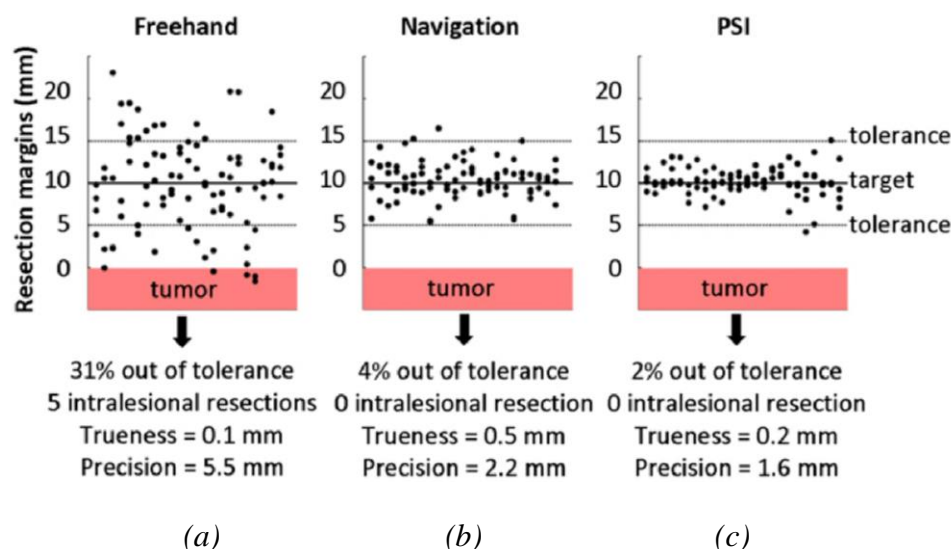 Freehand Navigation PSI
Resection margins (mm)
20 20 20
15 15 15 tolerance
10 10 10 target
5 5 5 tolerance
0 0 0
tumor tumor tumor
31% out of tolerance 4% out of tolerance 2% out of tolerance
5 intralesional resections 0 intralesional resection 0 intralesional resection
Trueness = 0.1 mm Trueness = 0.5 mm Trueness = 0.2 mm
Precision = 5.5 mm Precision = 2.2 mm Precision = 1.6 mm
(a) (b) (c)